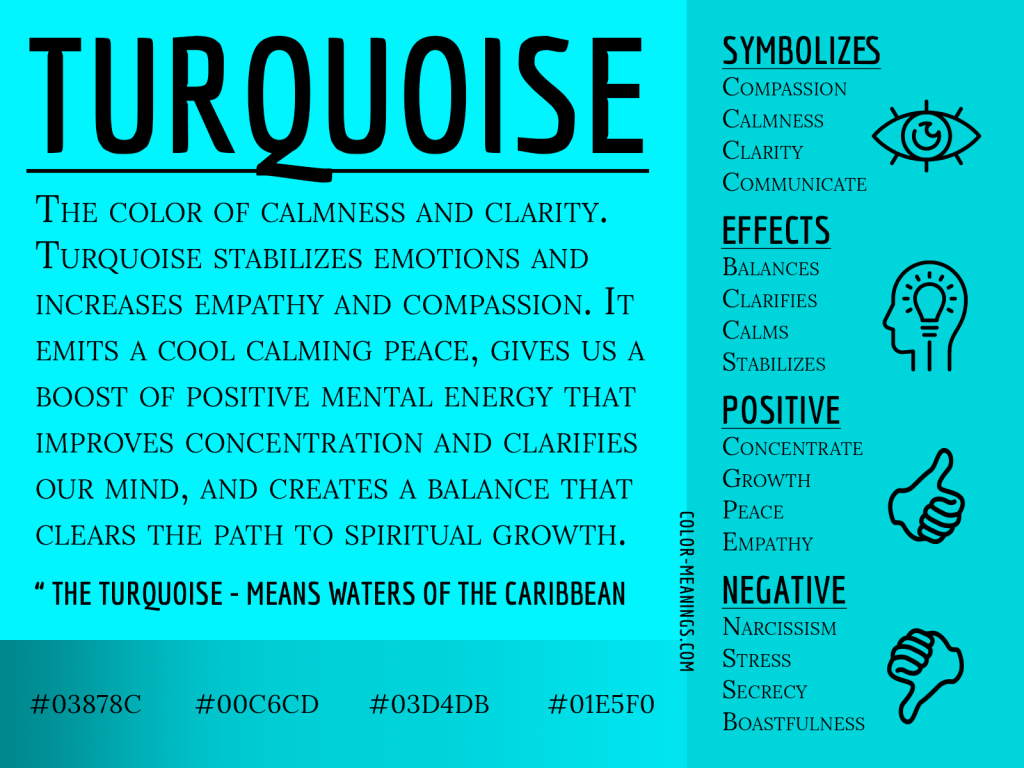 TURQUOISE
The color of calmness and clarity.
Turquoise stabilizes emotions and
increases empathy and compassion. It
emits a cool calming peace, gives us a
boost of positive mental energy that
improves concentration and clarifies
our mind, and creates a balance that
clears the path to spiritual growth.
“ THE TURQUOISE - MEANS WATERS OF THE CARIBBEAN
#03878C #00C6CD #03D4DB #01E5F0
COLOR-MEANINGS.COM
SYMBOLIZES
Compassion
Calmness
Clarity
Communicate
EFFECTS
Balances
Clarifies
Calms
Stabilizes
POSITIVE
Concentrate
Growth
Peace
Empathy
NEGATIVE
Narcissism
Stress
Secrecy
Boastfulness